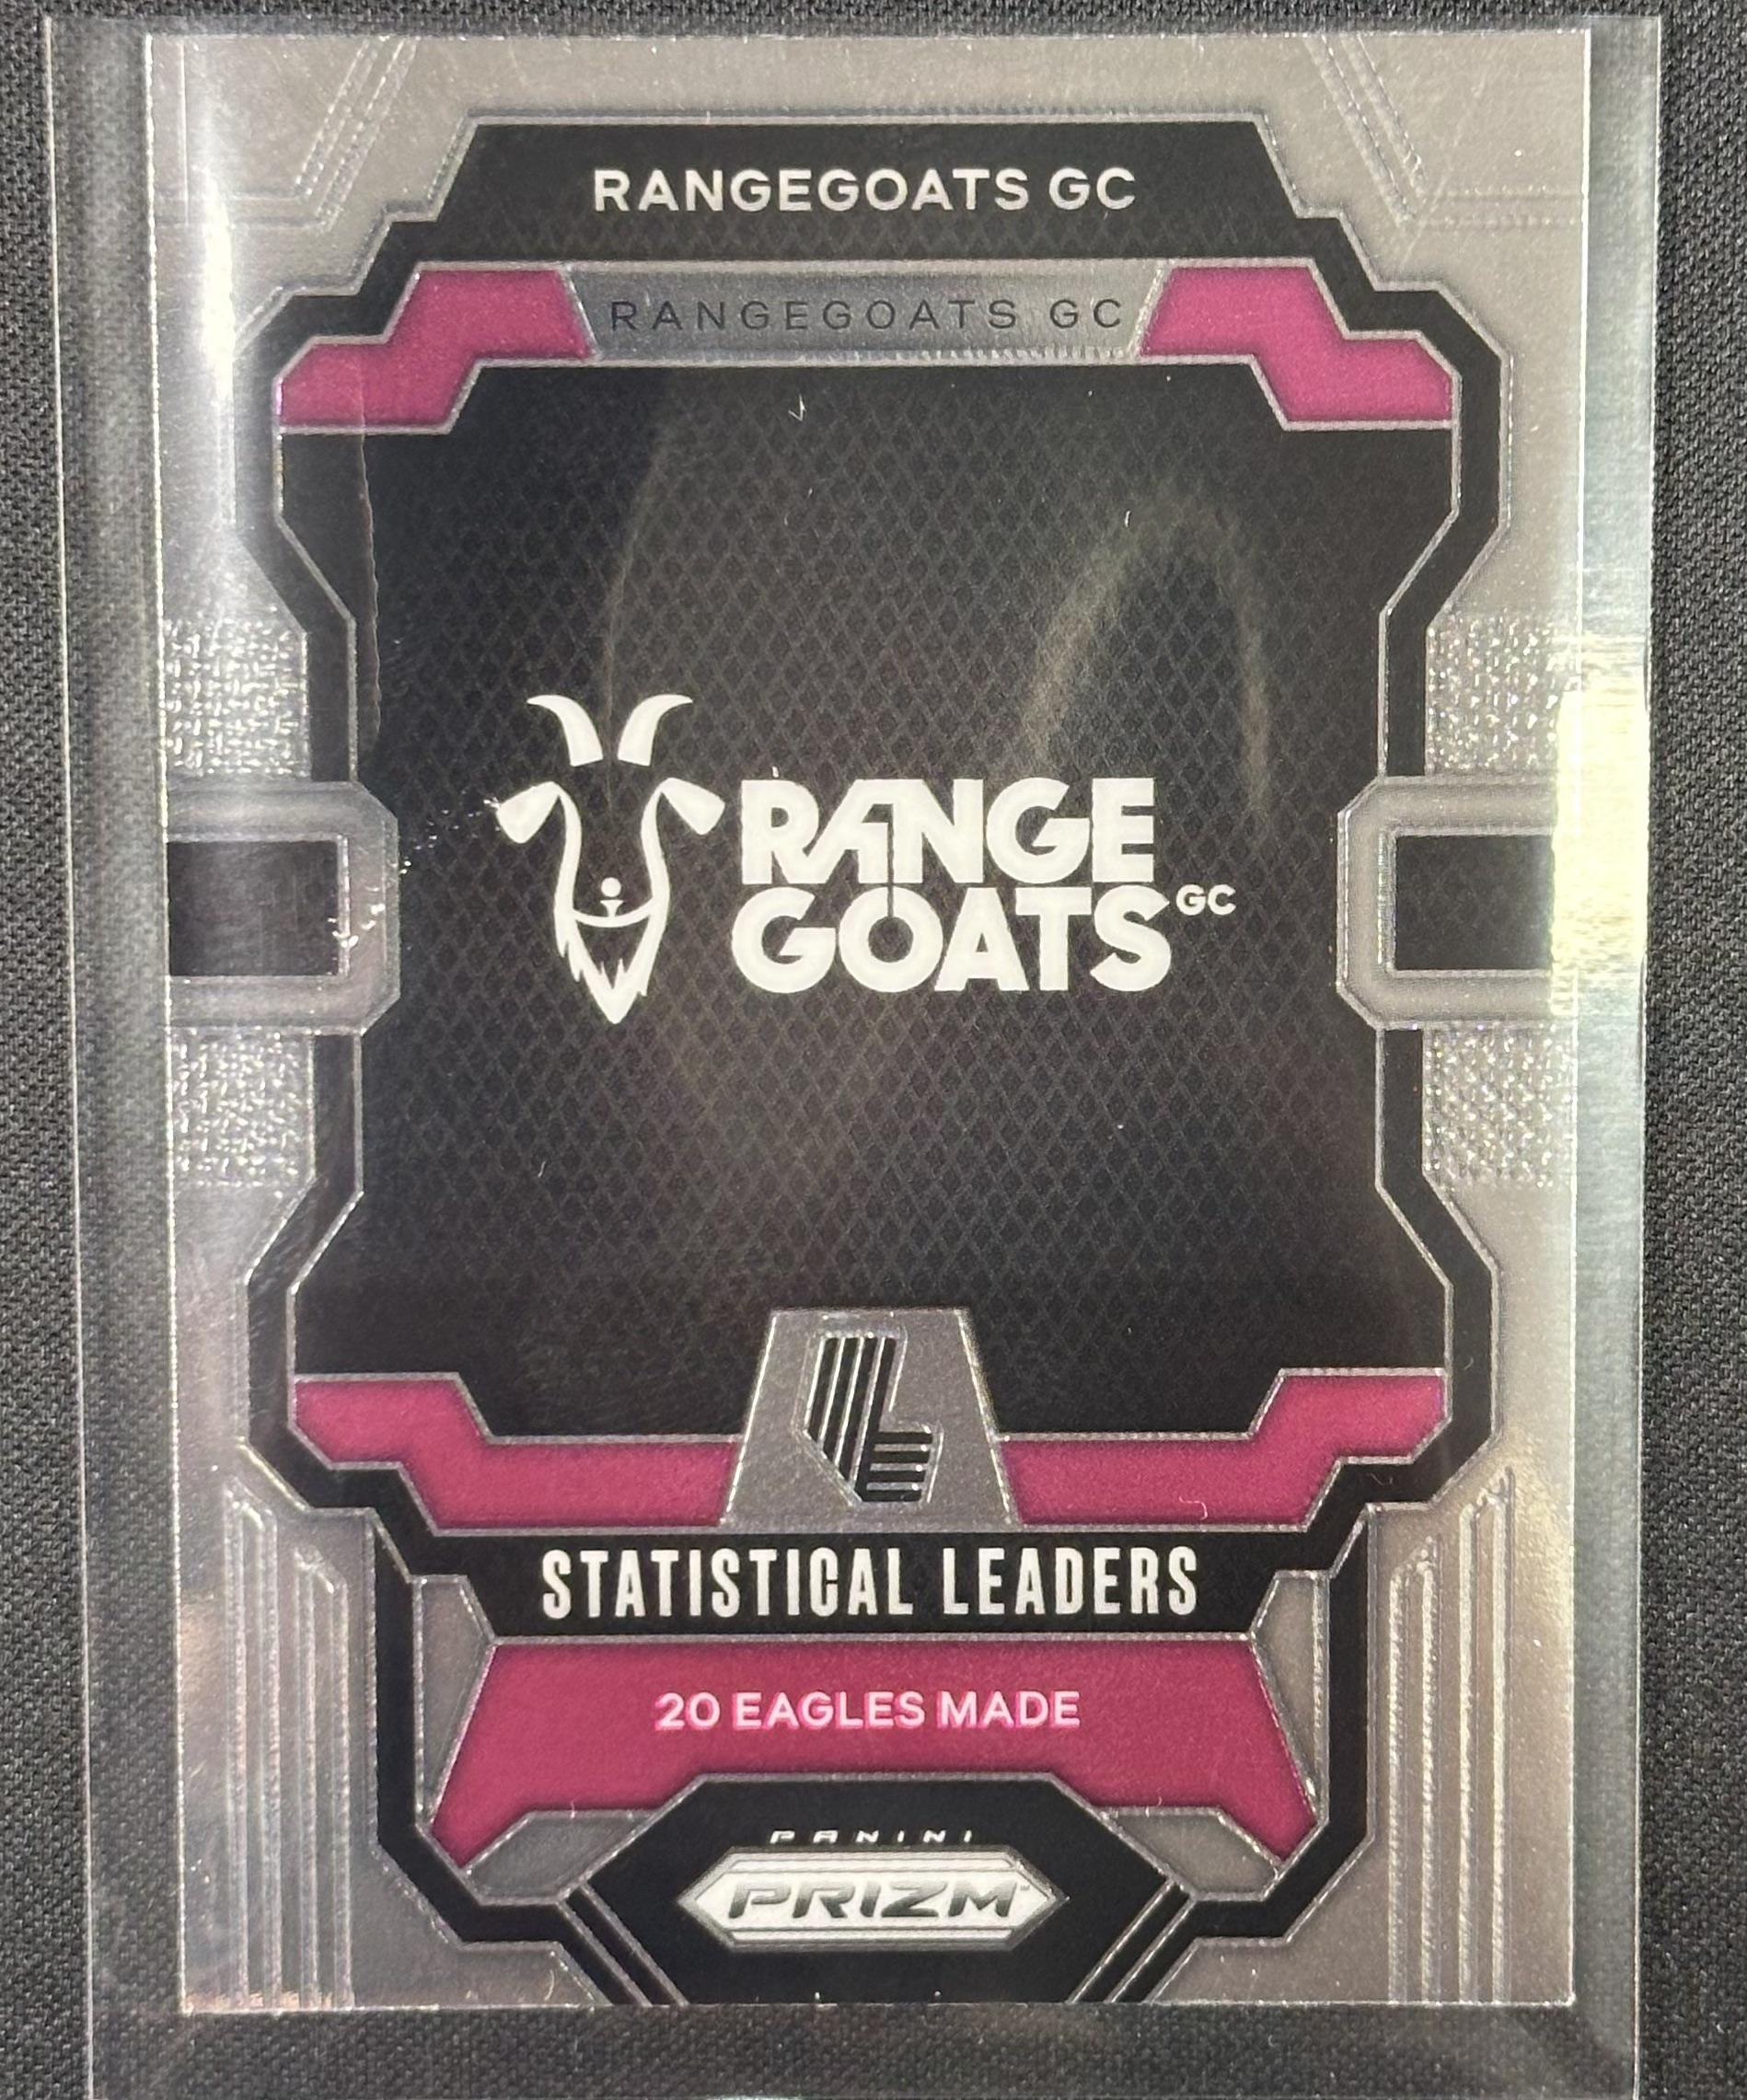 RANGEGOATS GC
RANGEGOATS GC
RANGE
GOATS GC
STATISTICAL LEADERS
20 EAGLES MADE
PANINI
PRIZM